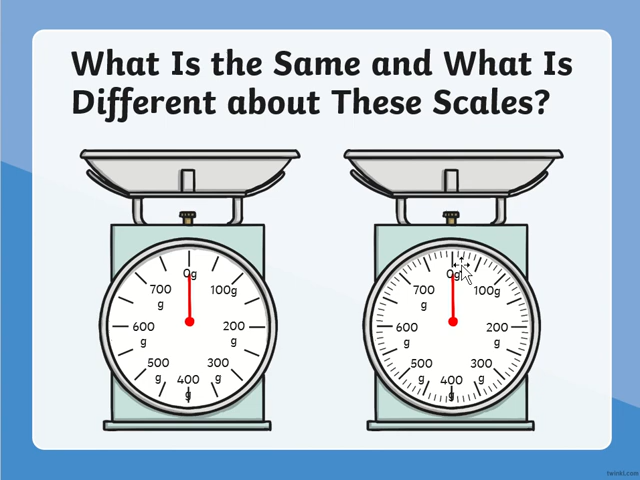 What Is the Same and What Is
Different about These Scales?
0g
100g
200
g
300
g
400
g
500
g
600
g
700
g
0g
100g
200
g
300
g
400
g
500
g
600
g
700
g
twinkl.com